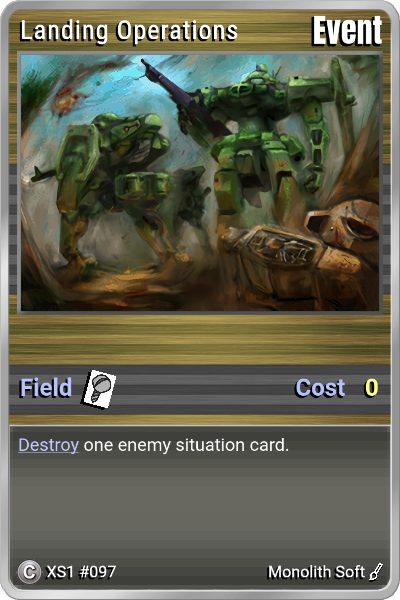 Landing Operations
Event
Field
Cost 0
Destroy one enemy situation card.
C XS1 #097
Monolith Soft